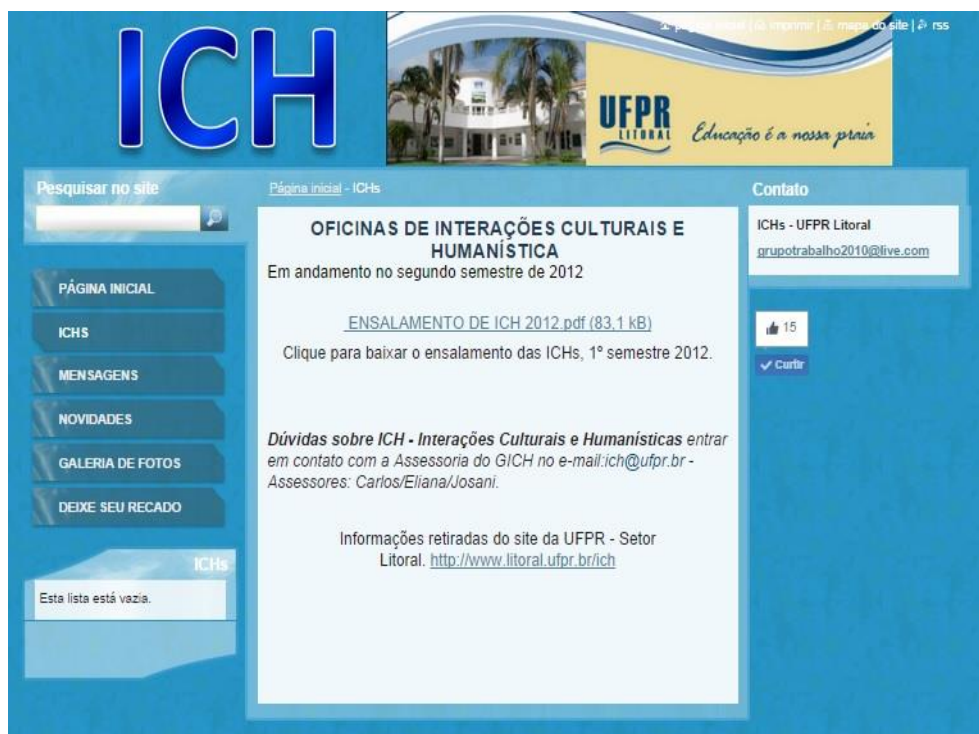 ICH
página inicial | imprimir | mapa do site | rss
UFPR
LITORAL
Educação é a nossa praia
Pesquisar no site
Página inicial - ICHs
Contato
OFICINAS DE INTERAÇÕES CULTURAIS E
HUMANÍSTICA
Em andamento no segundo semestre de 2012
ENSALAMENTO DE ICH 2012.pdf (83,1 kB)
Clique para baixar o ensalamento das ICHs, 1º semestre 2012.
Dúvidas sobre ICH - Interações Culturais e Humanísticas entrar
em contato com a Assessoria do GICH no e-mail:ich@ufpr.br -
Assessores: Carlos/Eliana/Josani.
Informações retiradas do site da UFPR - Setor
Litoral. http://www.litoral.ufpr.br/ich
ICHs - UFPR Litoral
grupotrabalho2010@live.com
15
Curtir
PÁGINA INICIAL
ICHS
MENSAGENS
NOVIDADES
GALERIA DE FOTOS
DEIXE SEU RECADO
ICHs
Esta lista está vazia.